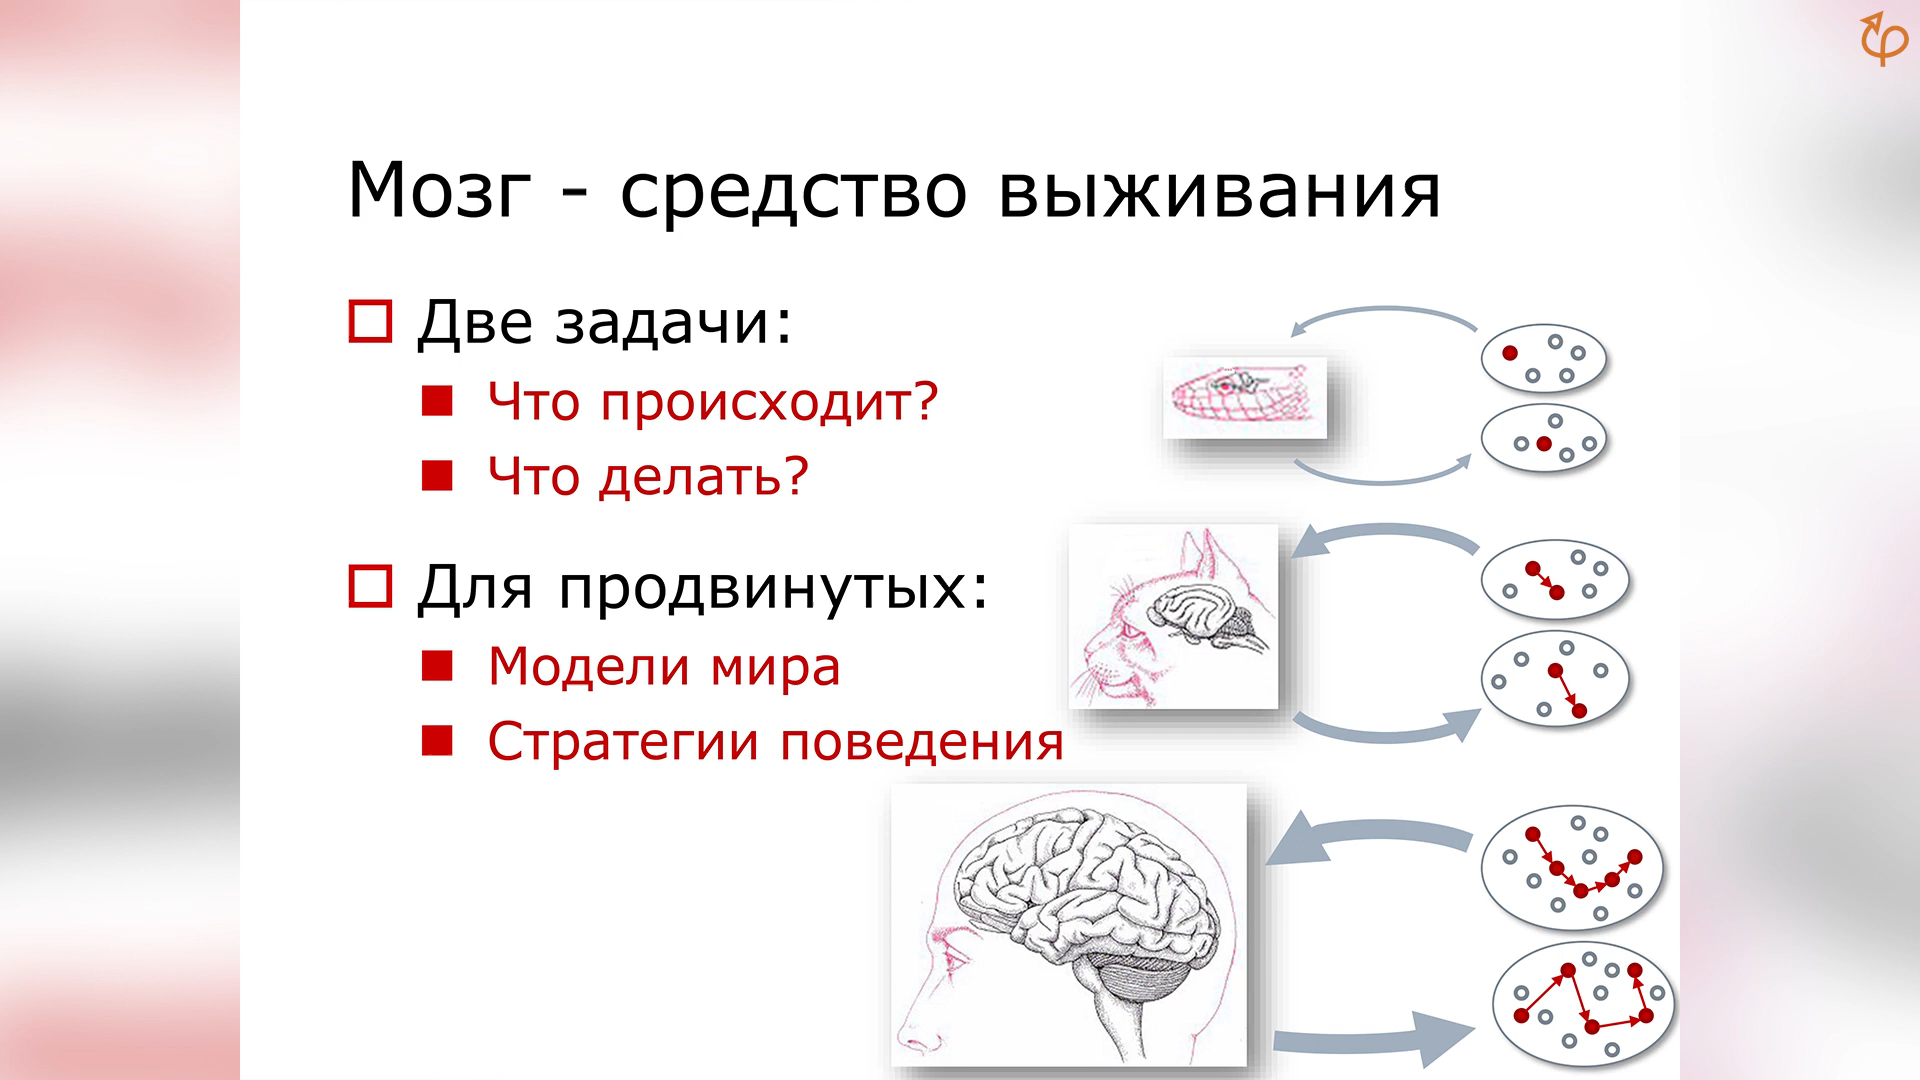 Мозг - средство выживания
Две задачи:
Что происходит?
Что делать?
Для продвинутых:
Модели мира
Стратегии поведения